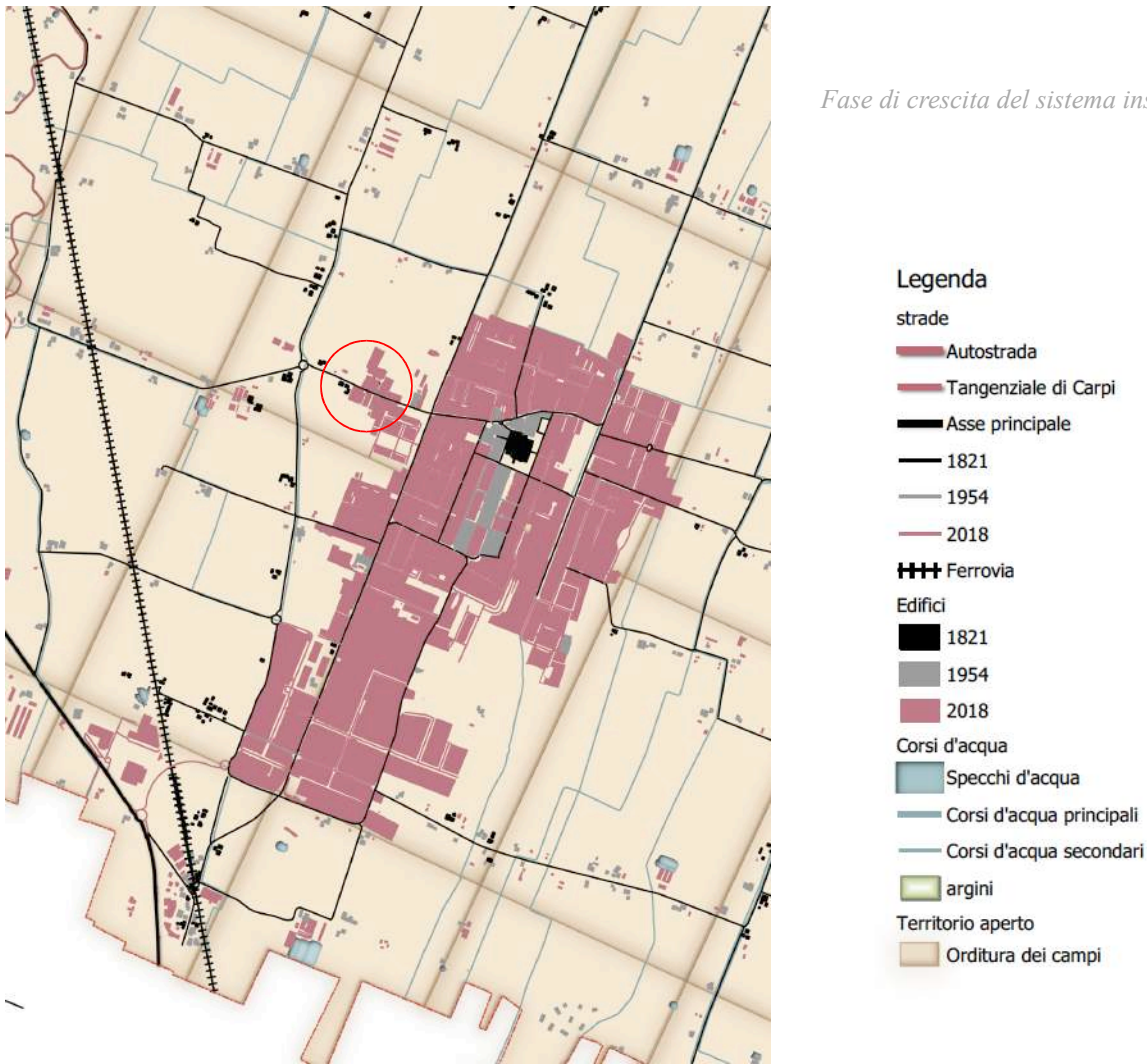 Fase di crescita del sistema ins
Legenda
strade
Autostrada
Tangenziale di Carpi
Asse principale
1821
1954
2018
Ferrovia
Edifici
1821
1954
2018
Corsi d'acqua
Specchi d'acqua
Corsi d'acqua principali
Corsi d'acqua secondari
argini
Territorio aperto
Orditura dei campi